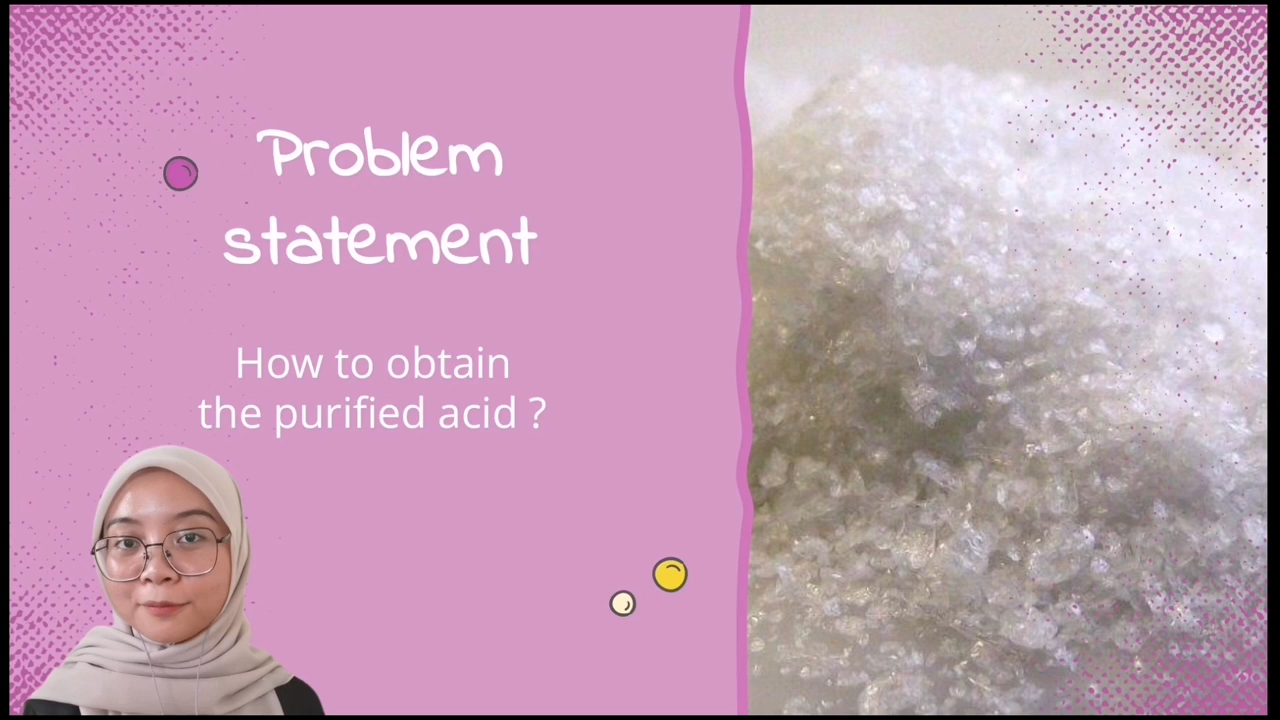 Problem
statement
How to obtain
the purified acid ?